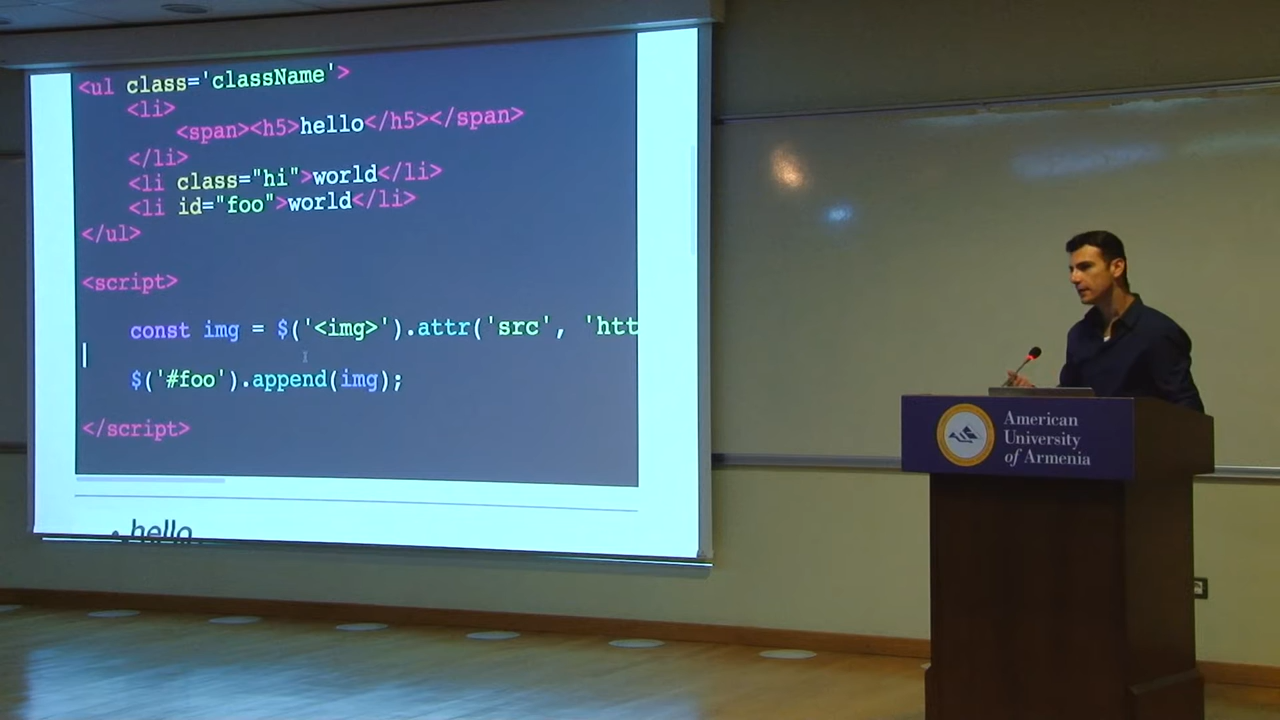 <ul class='className'>
<li>
<span><h5>hello</h5></span>
</li>
<li class="hi">world</li>
<li id="foo">world</li>
</ul>
<script>
const img = $('<img>').attr('src', 'htt
$('#foo').append(img);
</script>
• hello
American
University
of Armenia